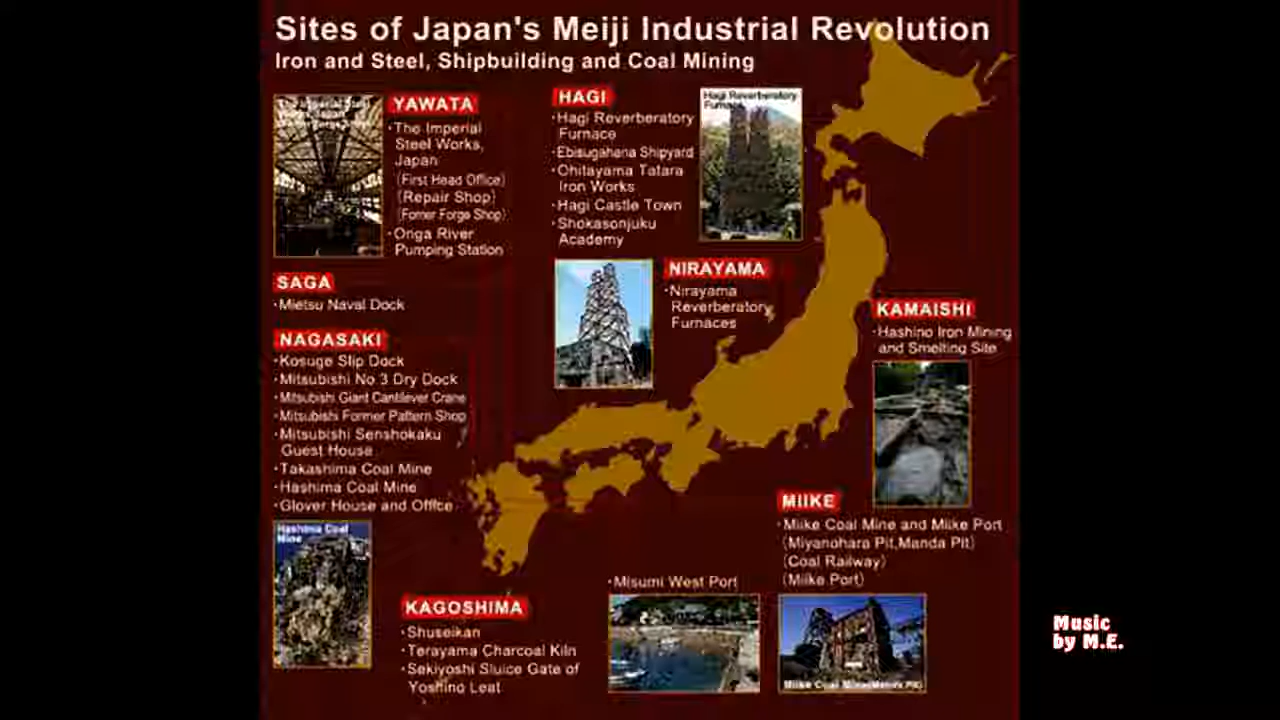 Sites of Japan's Meiji Industrial Revolution
Iron and Steel, Shipbuilding and Coal Mining
YAWATA
・The Imperial
Steel Works,
Japan
(First Head Office)
(Repair Shop)
(Former Forge Shop)
・Onga River
Pumping Station
HAGI
・Hagi Reverberatory
Furnace
・Ebisugahana Shipyard
・Ohitayama Tatara
Iron Works
・Hagi Castle Town
・Shokasonjuku
Academy
Hagi Reverberatory
Furnace
SAGA
・Mietsu Naval Dock
NIRAYAMA
・Nirayama
Reverberatory
Furnaces
KAMAISHI
・Hashino Iron Mining
and Smelting Site
NAGASAKI
・Kosuge Slip Dock
・Mitsubishi No 3 Dry Dock
・Mitsubishi Giant Cantilever Crane
・Mitsubishi Former Pattern Shop
・Mitsubishi Senshokaku
Guest House
・Takashima Coal Mine
・Hashima Coal Mine
・Glover House and Office
Hashima Coal
Mine
MIIKE
・Miike Coal Mine and Miike Port
(Miyanohara Pit,Manda Pit)
(Coal Railway)
(Miike Port)
・Misumi West Port
Miike Coal Mine(Manda Pit)
KAGOSHIMA
・Shuseikan
・Terayama Charcoal Kiln
・Sekiyoshi Sluice Gate of
Yoshino Leat
Music
by M.E.